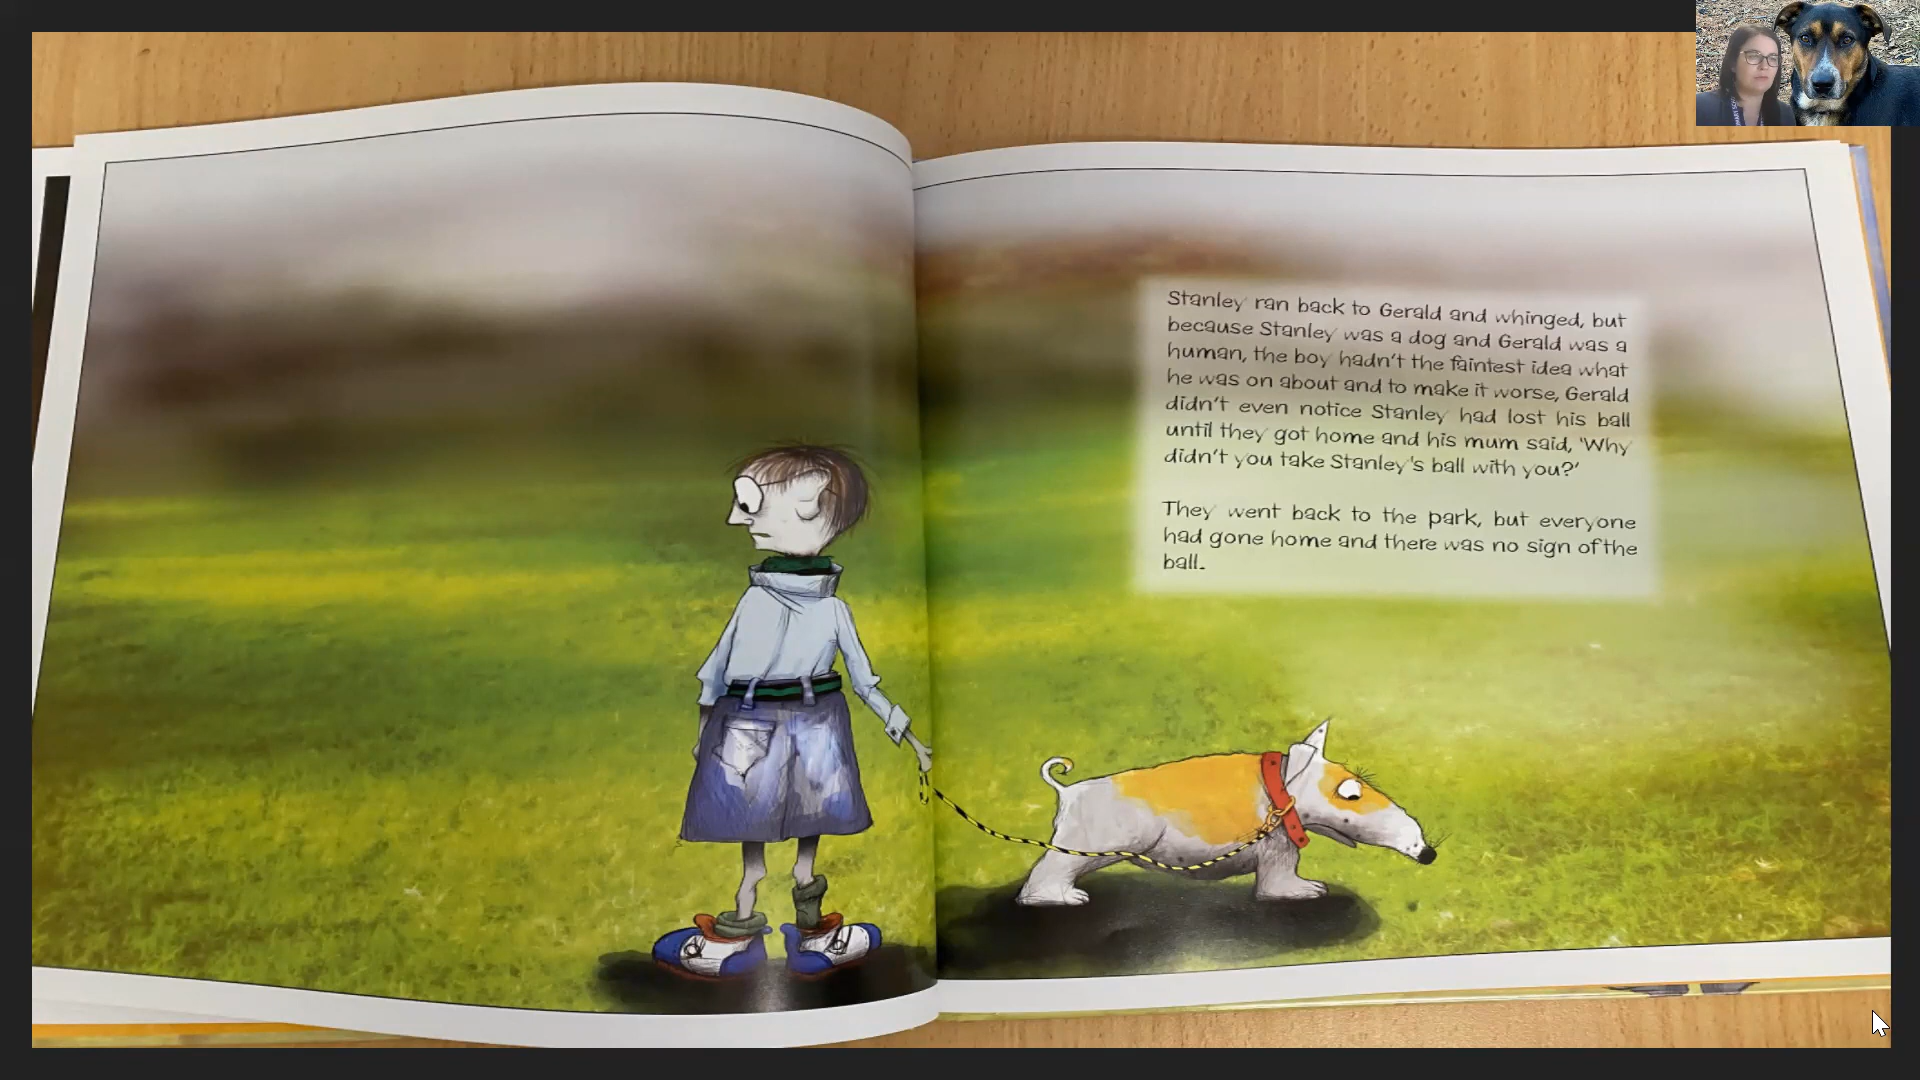 Stanley ran back to Gerald and whinged, but
because Stanley was a dog and Gerald was a
human, the boy hadn't the faintest idea what
he was on about and to make it worse, Gerald
didn't even notice Stanley had lost his ball
until they got home and his mum said, 'Why
didn't you take Stanley's ball with you?'
They went back to the park, but everyone
had gone home and there was no sign of the
ball.